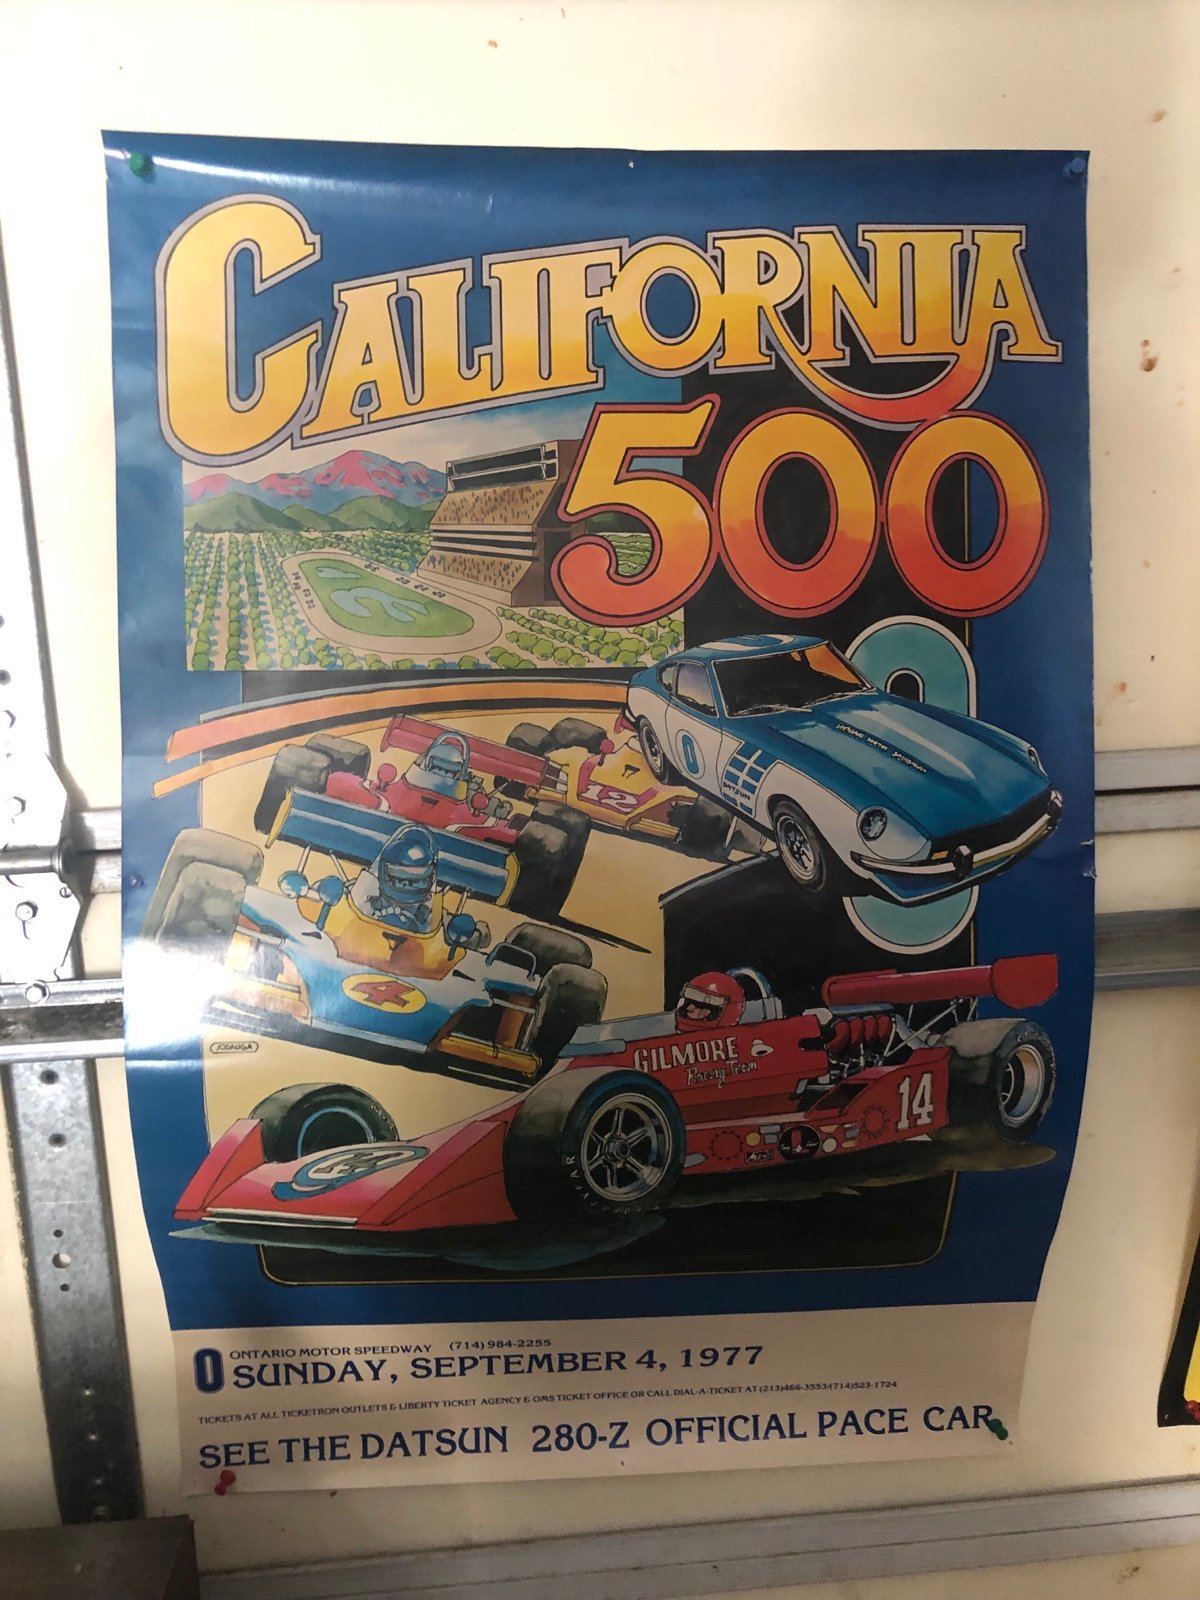 CALIFORNIA
500
0
DATSUN
12
4
JODAUGA
GILMORE
Racing Team
14
ONTARIO MOTOR SPEEDWAY (714) 984-2255
0 SUNDAY, SEPTEMBER 4, 1977
TICKETS AT ALL TICKETRON OUTLETS & LIBERTY TICKET AGENCY & OMS TICKET OFFICE OR CALL DIAL-A-TICKET AT (213)466-3553/(714)523-1724
SEE THE DATSUN 280-Z OFFICIAL PACE CAR